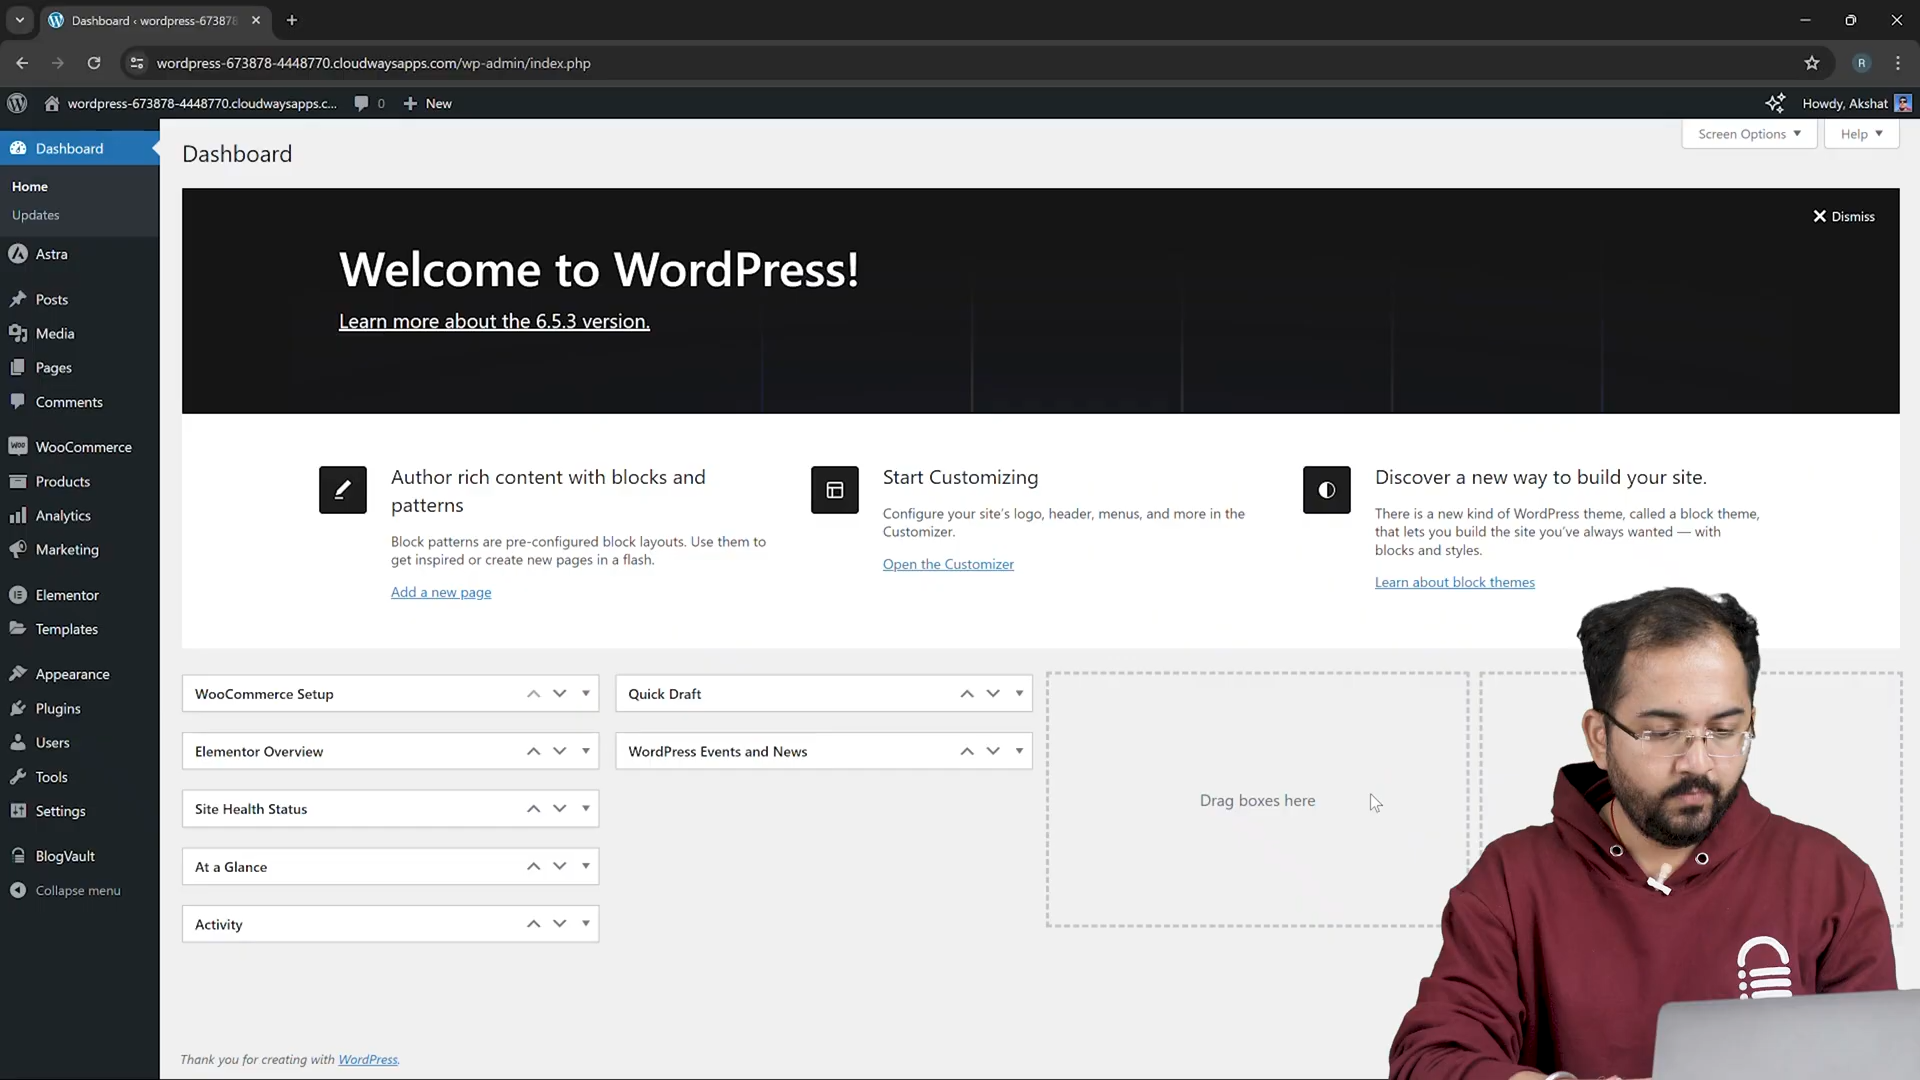 Dashboard ‹ wordpress-673878
wordpress-673878-4448770.cloudwaysapps.com/wp-admin/index.php
R
wordpress-673878-4448770.cloudwaysapps.c...
0
New
Howdy, Akshat
Screen Options
Help
Dashboard
Home
Updates
Astra
Posts
Media
Pages
Comments
WOO
WooCommerce
Products
Analytics
Marketing
Elementor
Templates
Appearance
Plugins
Users
Tools
Settings
BlogVault
Collapse menu
Dashboard
Dismiss
Welcome to WordPress!
Learn more about the 6.5.3 version.
Author rich content with blocks and
patterns
Block patterns are pre-configured block layouts. Use them to
get inspired or create new pages in a flash.
Add a new page
Start Customizing
Configure your site's logo, header, menus, and more in the
Customizer.
Open the Customizer
Discover a new way to build your site.
There is a new kind of WordPress theme, called a block theme,
that lets you build the site you've always wanted — with
blocks and styles.
Learn about block themes
WooCommerce Setup
Elementor Overview
Site Health Status
At a Glance
Activity
Quick Draft
WordPress Events and News
Drag boxes here
Thank you for creating with WordPress.